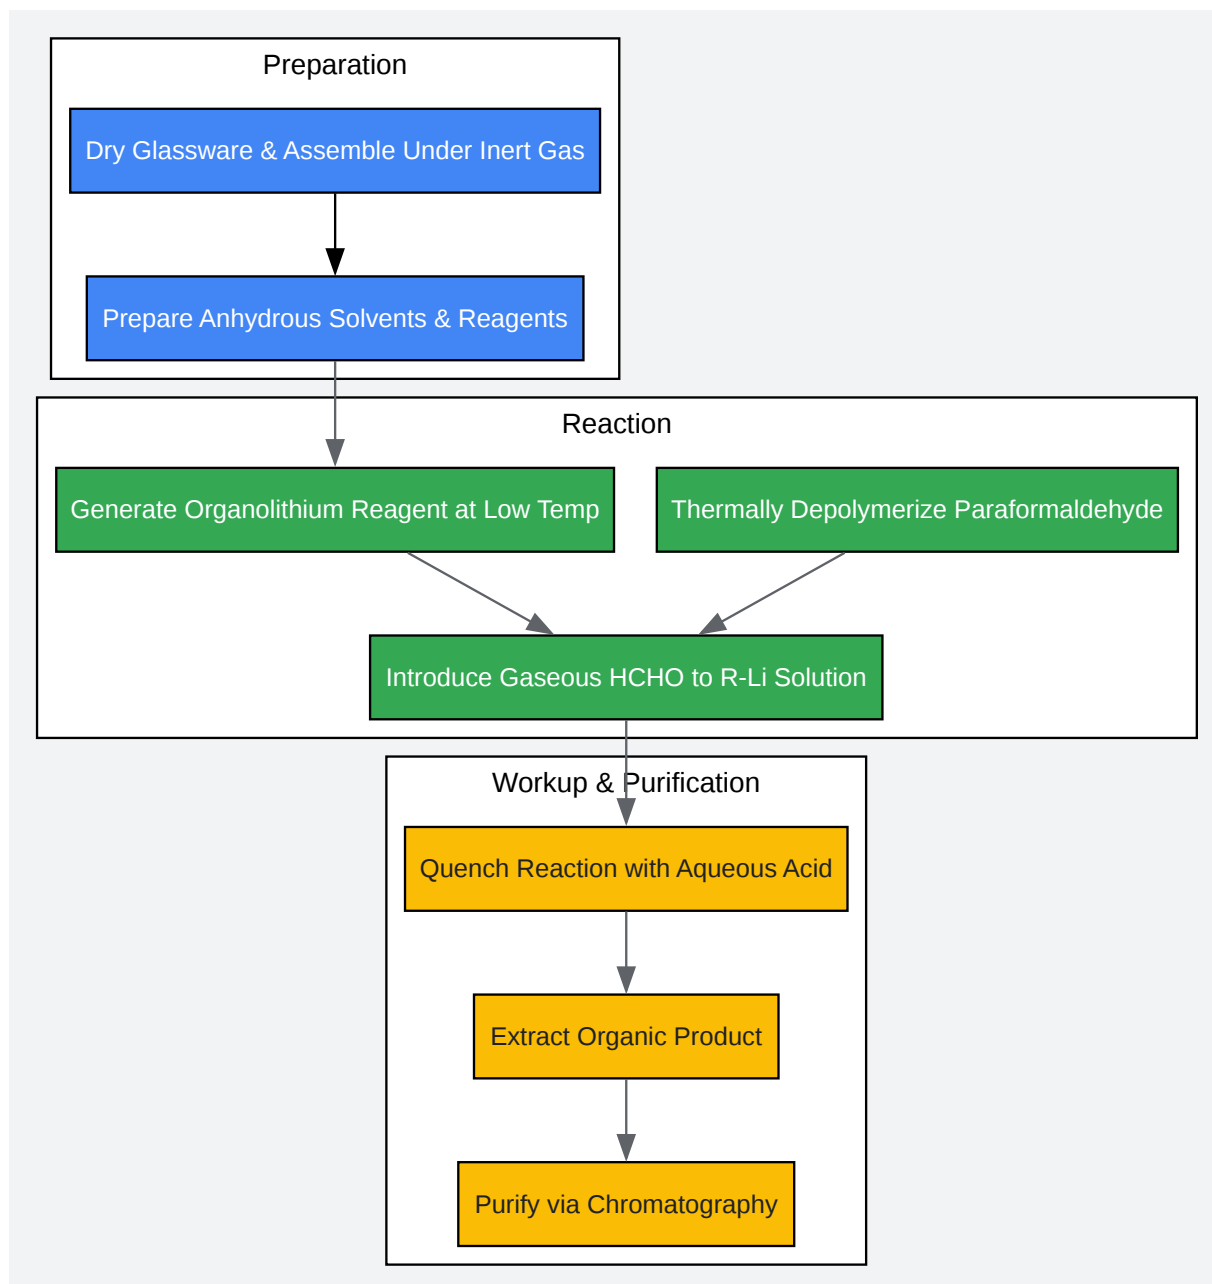 Preparation
Dry Glassware & Assemble Under Inert Gas
Prepare Anhydrous Solvents & Reagents
Reaction
Generate Organolithium Reagent at Low Temp
Thermally Depolymerize Paraformaldehyde
Introduce Gaseous HCHO to R-Li Solution
Workup & Purification
Quench Reaction with Aqueous Acid
Extract Organic Product
Purify via Chromatography